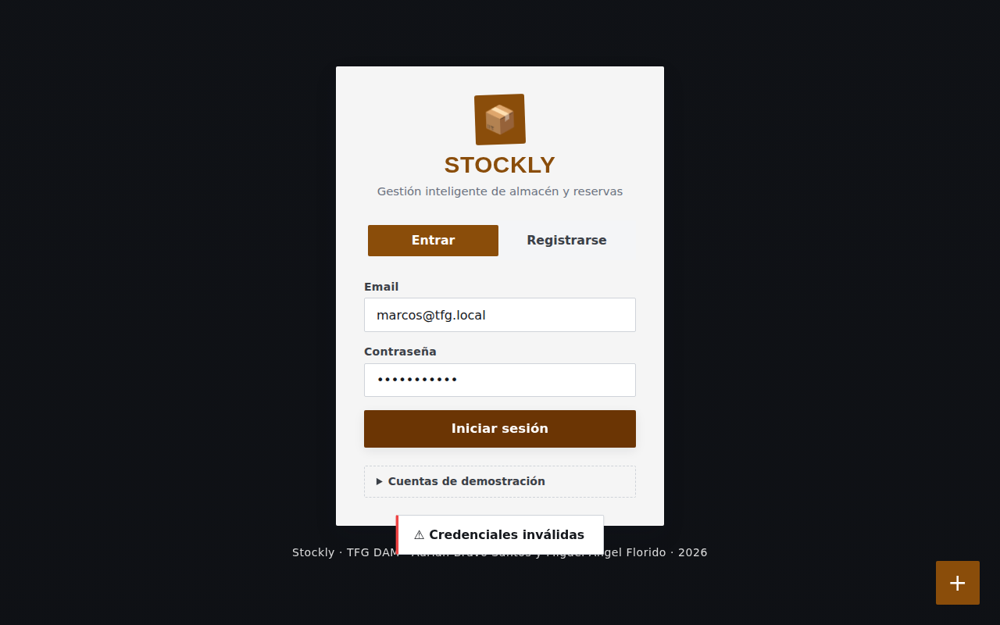 STOCKLY
Gestión inteligente de almacén y reservas
Entrar
Registrarse
Email
marcos@tfg.local
Contraseña
•••••••••••
Iniciar sesión
▶ Cuentas de demostración
⚠ Credenciales inválidas
Stockly · TFG DAM Florido · 2026
+